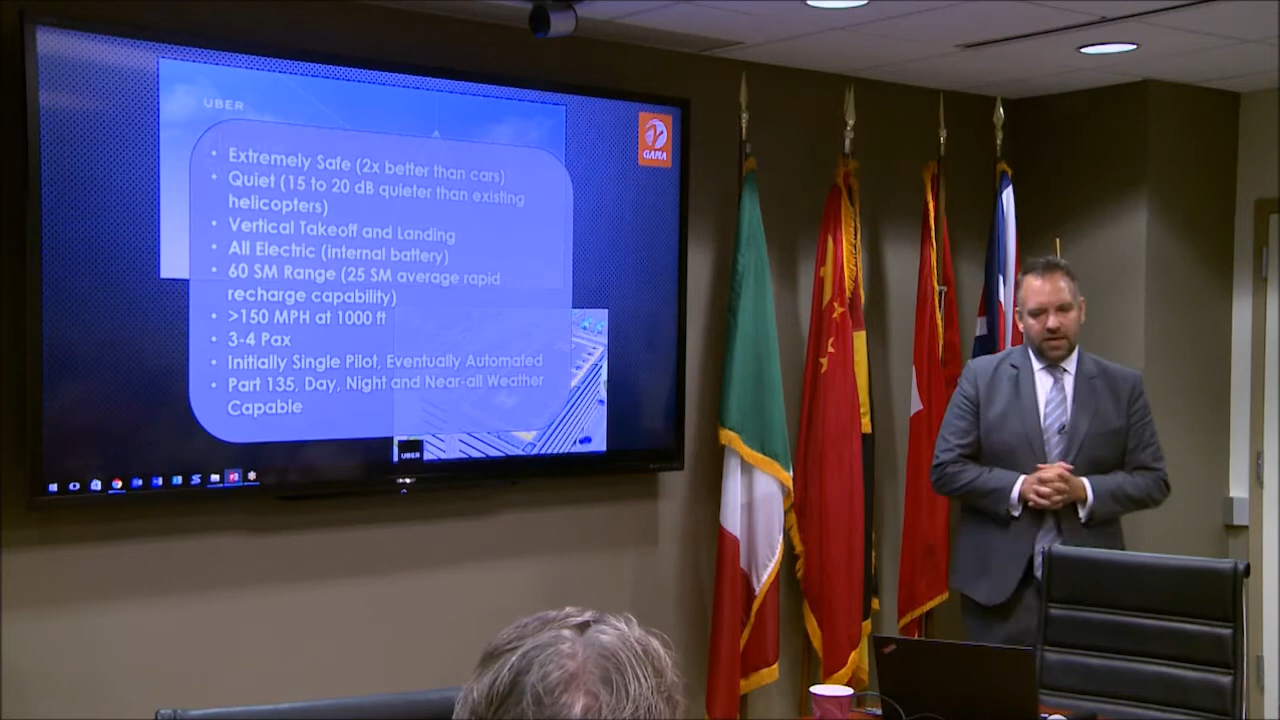 UBER
GAMA
• Extremely Safe (2x better than cars)
• Quiet (15 to 20 dB quieter than existing
helicopters)
• Vertical Takeoff and Landing
• All Electric (internal battery)
• 60 SM Range (25 SM average rapid
recharge capability)
• >150 MPH at 1000 ft
• 3-4 Pax
• Initially Single Pilot, Eventually Automated
• Part 135, Day, Night and Near-all Weather
Capable
UBER